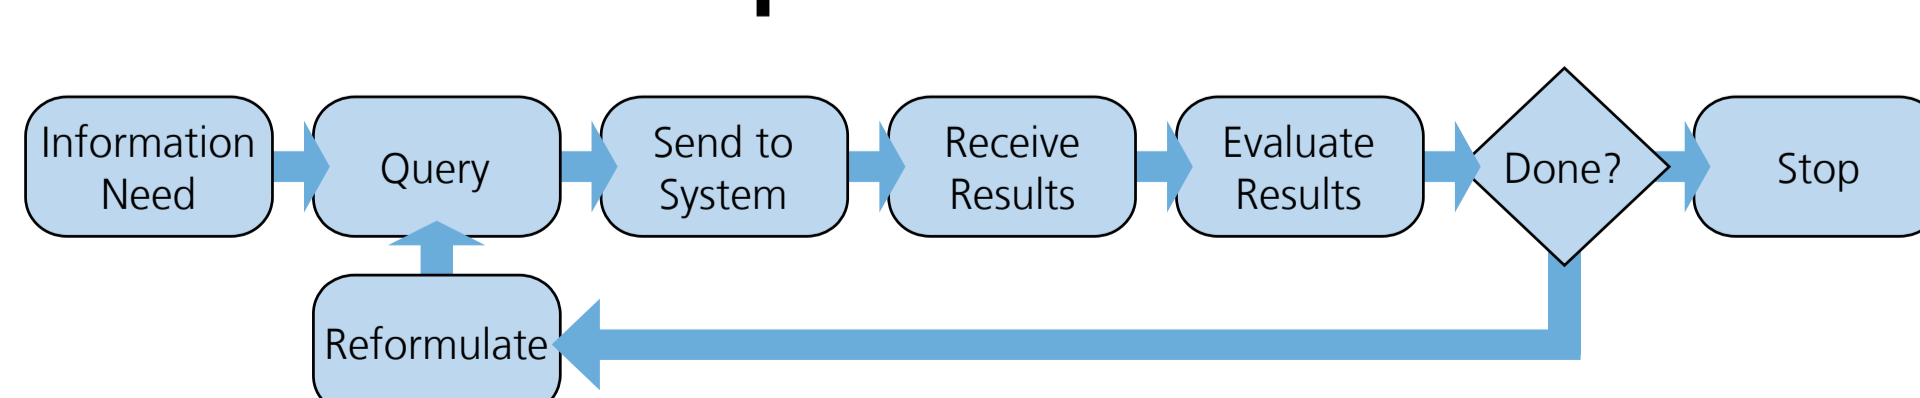 Information
Need
Query
Send to
System
Receive
Results
Evaluate
Results
Done?
Stop
Reformulate